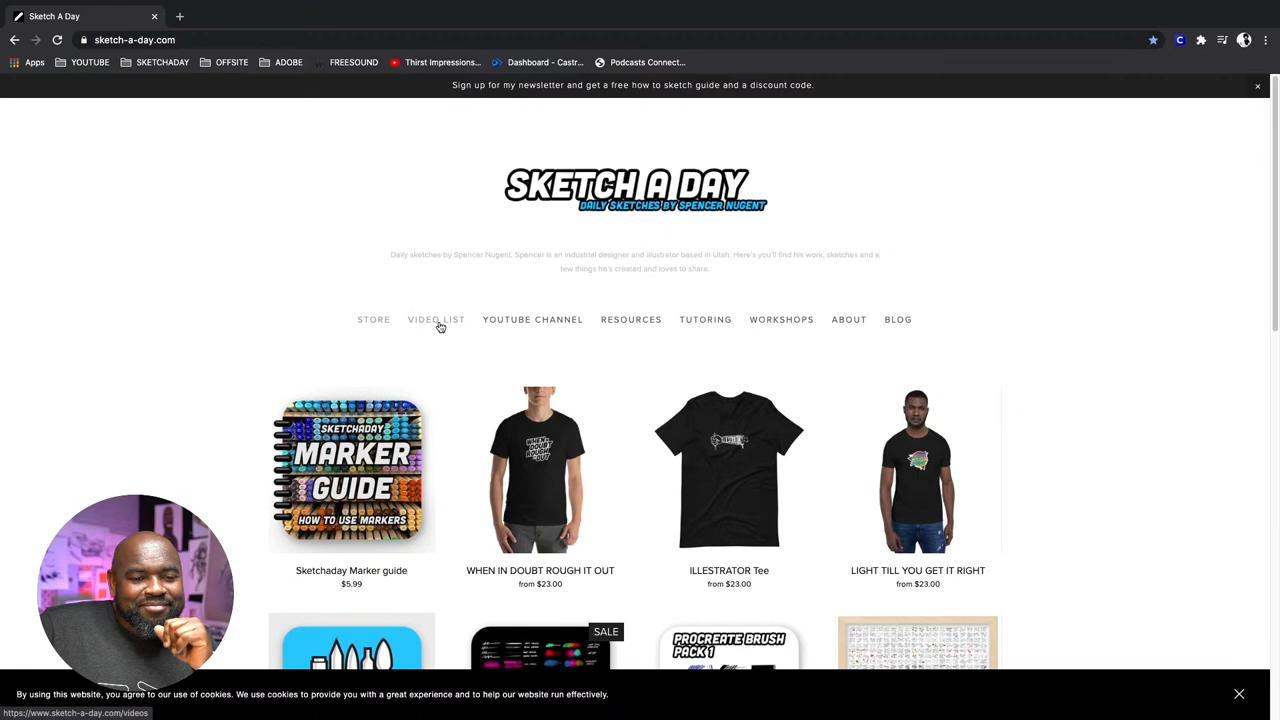 Sketch A Day
sketch-a-day.com
Apps YOUTUBE SKETCHADAY OFFSITE ADOBE FREESOUND Thirst Impressions... Dashboard - Castr... Podcasts Connect...
Sign up for my newsletter and get a free how to sketch guide and a discount code.
SKETCH A DAY
DAILY SKETCHES BY SPENCER NUGENT
Daily sketches by Spencer Nugent. Spencer is an industrial designer and illustrator based in Utah. Here's you'll find his work, sketches and a
few things he's created and loves to share.
STORE VIDEO LIST YOUTUBE CHANNEL RESOURCES TUTORING WORKSHOPS ABOUT BLOG
SKETCHADAY
MARKER
GUIDE
HOW TO USE MARKERS
WHEN IN
DOUBT
ROUGH IT
OUT
Sketchaday Marker guide
$5.99
WHEN IN DOUBT ROUGH IT OUT
from $23.00
ILLESTRATOR Tee
from $23.00
LIGHT TILL YOU GET IT RIGHT
from $23.00
SALE
PROCREATE BRUSH
PACK 1
By using this website, you agree to our use of cookies. We use cookies to provide you with a great experience and to help our website run effectively.
https://www.sketch-a-day.com/videos